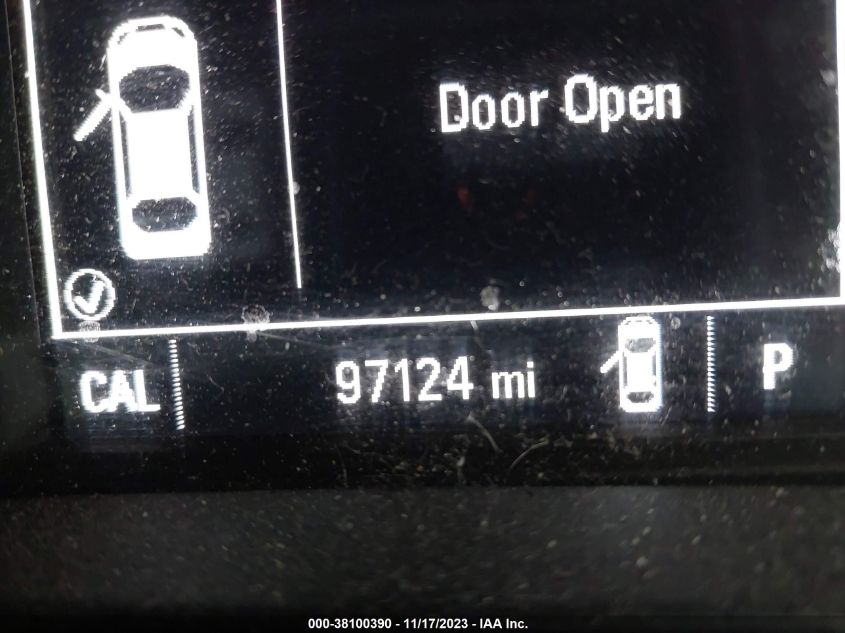 Door Open
CAL 97124 mi P
000-38100390 - 11/17/2023 - IAA Inc.